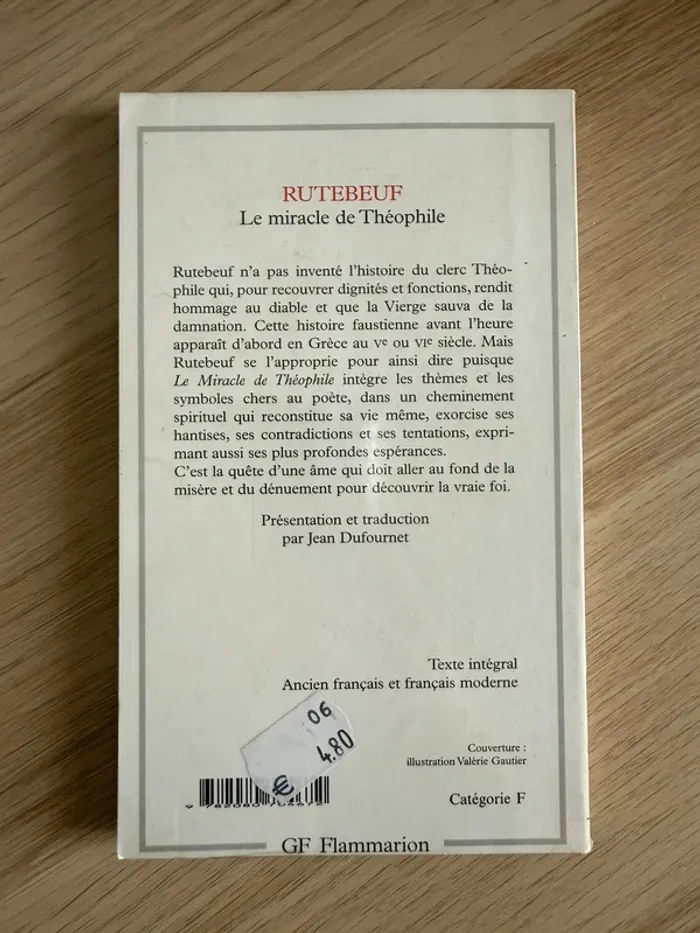 RUTEBEUF
Le miracle de Théophile
Rutebeuf n'a pas inventé l'histoire du clerc Théo-
phile qui, pour recouvrer dignités et fonctions, rendit
hommage au diable et que la Vierge sauva de la
damnation. Cette histoire faustienne avant l'heure
apparaît d'abord en Grèce au Ve ou VIe siècle. Mais
Rutebeuf se l'approprie pour ainsi dire puisque
Le Miracle de Théophile intègre les thèmes et les
symboles chers au poète, dans un cheminement
spirituel qui reconstitue sa vie même, exorcise ses
hantises, ses contradictions et ses tentations, expri-
mant aussi ses plus profondes espérances.
C'est la quête d'une âme qui doit aller au fond de la
misère et du dénuement pour découvrir la vraie foi.
Présentation et traduction
par Jean Dufournet
Texte intégral
Ancien français et français moderne
06
4.80
€
Couverture :
illustration Valérie Gautier
Catégorie F
GF Flammarion